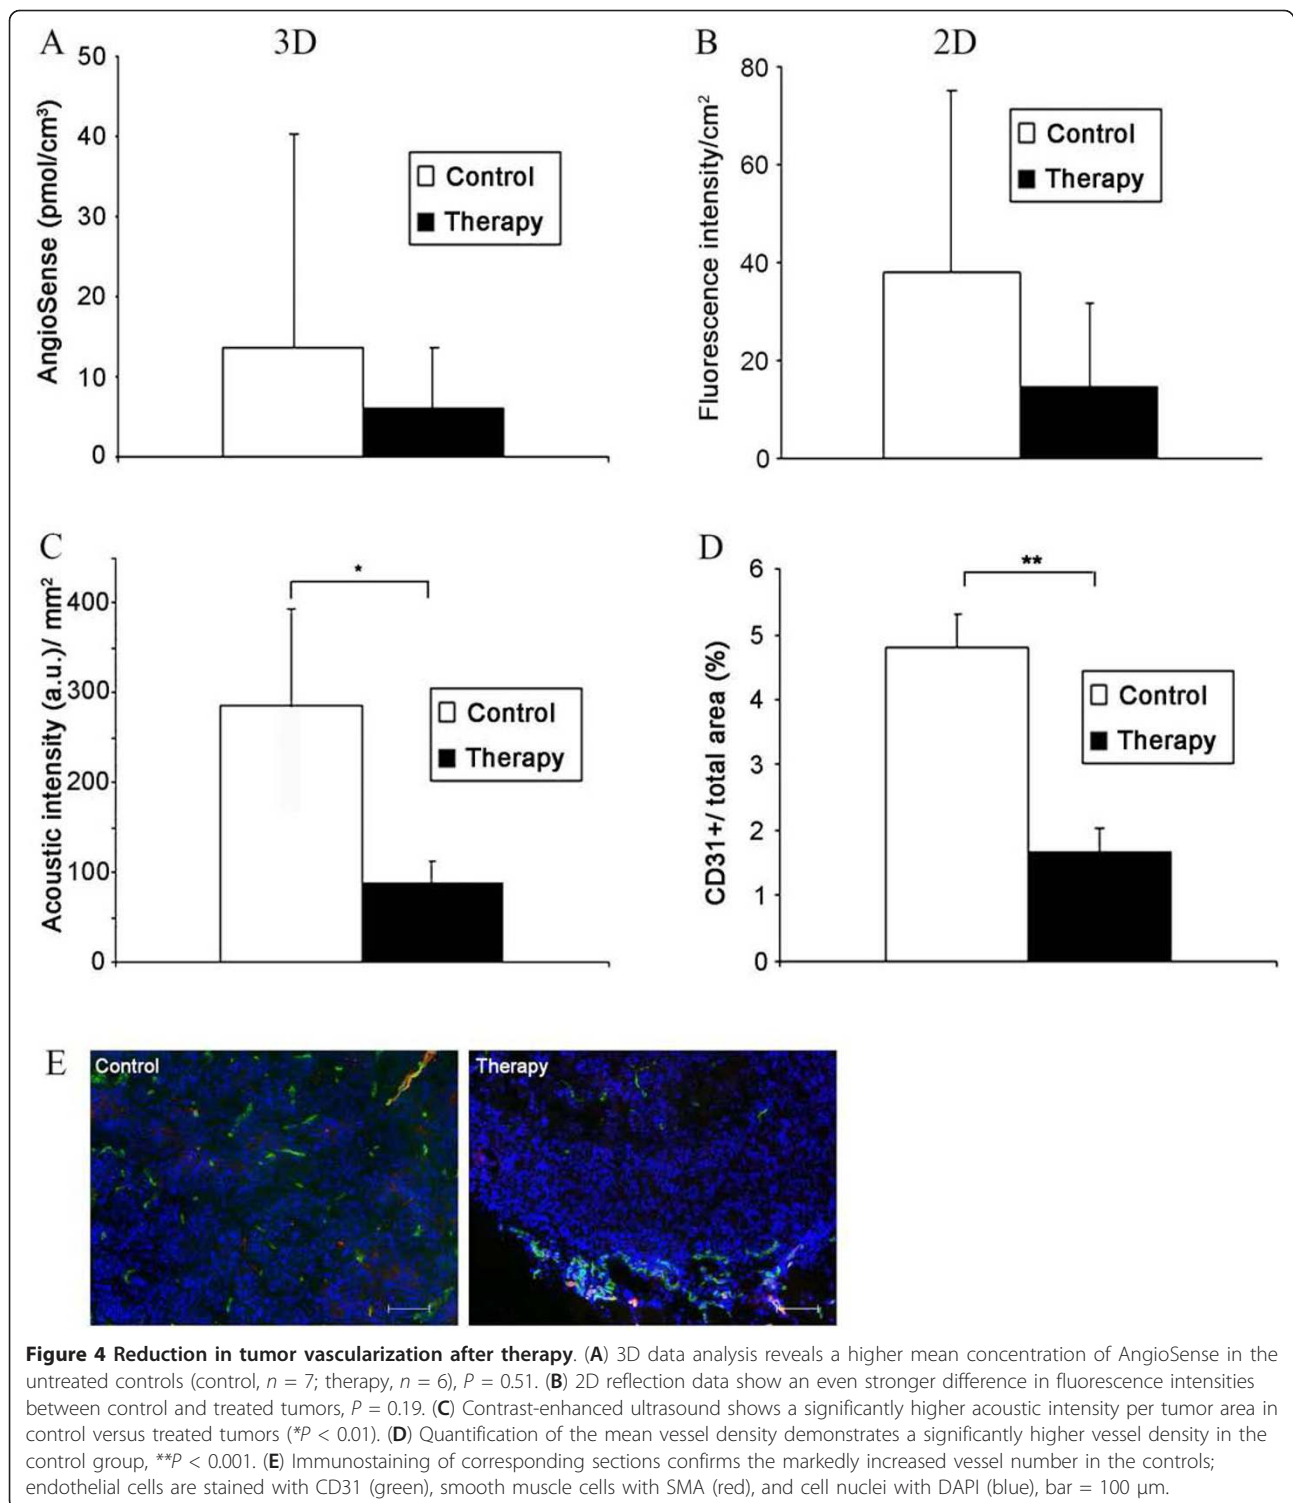 A
3D
50
40
30
20
10
0
AngioSense (pmol/cm³)
Control
Therapy
B
2D
80
60
40
20
0
Fluorescence intensity/cm²
Control
Therapy
C
400
300
200
100
0
Acoustic intensity (a.u.)/ mm²
*
Control
Therapy
D
6
5
4
3
2
1
0
CD31+/ total area (%)
**
Control
Therapy
E
Control
Therapy
Figure 4 Reduction in tumor vascularization after therapy. (A) 3D data analysis reveals a higher mean concentration of AngioSense in the
untreated controls (control, n = 7; therapy, n = 6), P = 0.51. (B) 2D reflection data show an even stronger difference in fluorescence intensities
between control and treated tumors, P = 0.19. (C) Contrast-enhanced ultrasound shows a significantly higher acoustic intensity per tumor area in
control versus treated tumors (*P < 0.01). (D) Quantification of the mean vessel density demonstrates a significantly higher vessel density in the
control group, **P < 0.001. (E) Immunostaining of corresponding sections confirms the markedly increased vessel number in the controls;
endothelial cells are stained with CD31 (green), smooth muscle cells with SMA (red), and cell nuclei with DAPI (blue), bar = 100 μm.